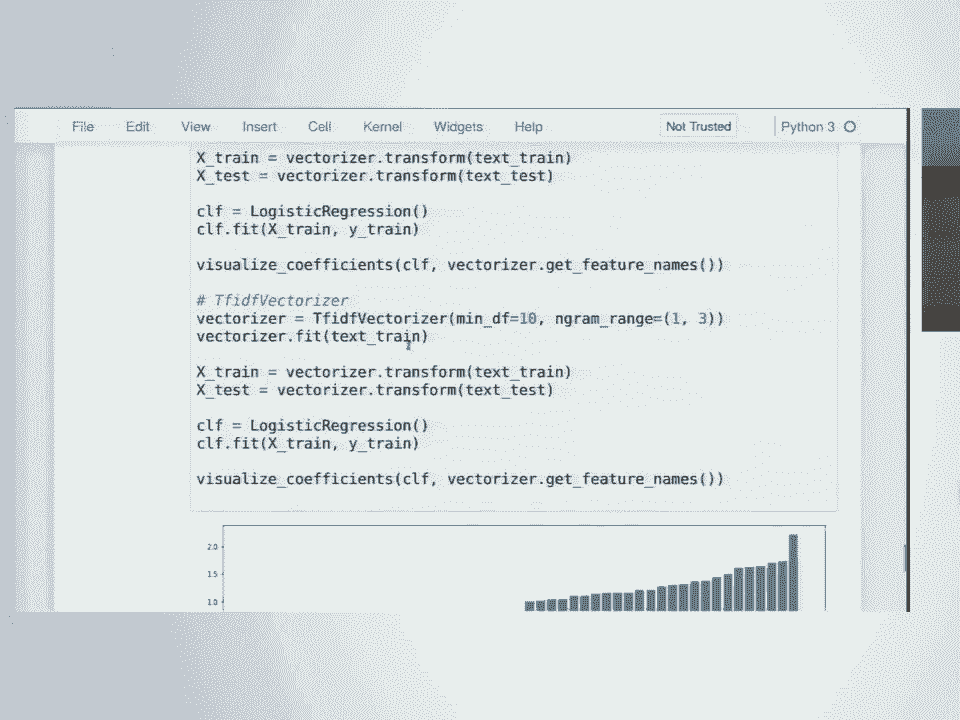 File Edit View Insert Cell Kernel Widgets Help Not Trusted Python 3
X_train = vectorizer.transform(text_train)
X_test = vectorizer.transform(text_test)
clf = LogisticRegression()
clf.fit(X_train, y_train)
visualize_coefficients(clf, vectorizer.get_feature_names())
# TfidfVectorizer
vectorizer = TfidfVectorizer(min_df=10, ngram_range=(1, 3))
vectorizer.fit(text_train)
X_train = vectorizer.transform(text_train)
X_test = vectorizer.transform(text_test)
clf = LogisticRegression()
clf.fit(X_train, y_train)
visualize_coefficients(clf, vectorizer.get_feature_names())
2.0
1.5
1.0